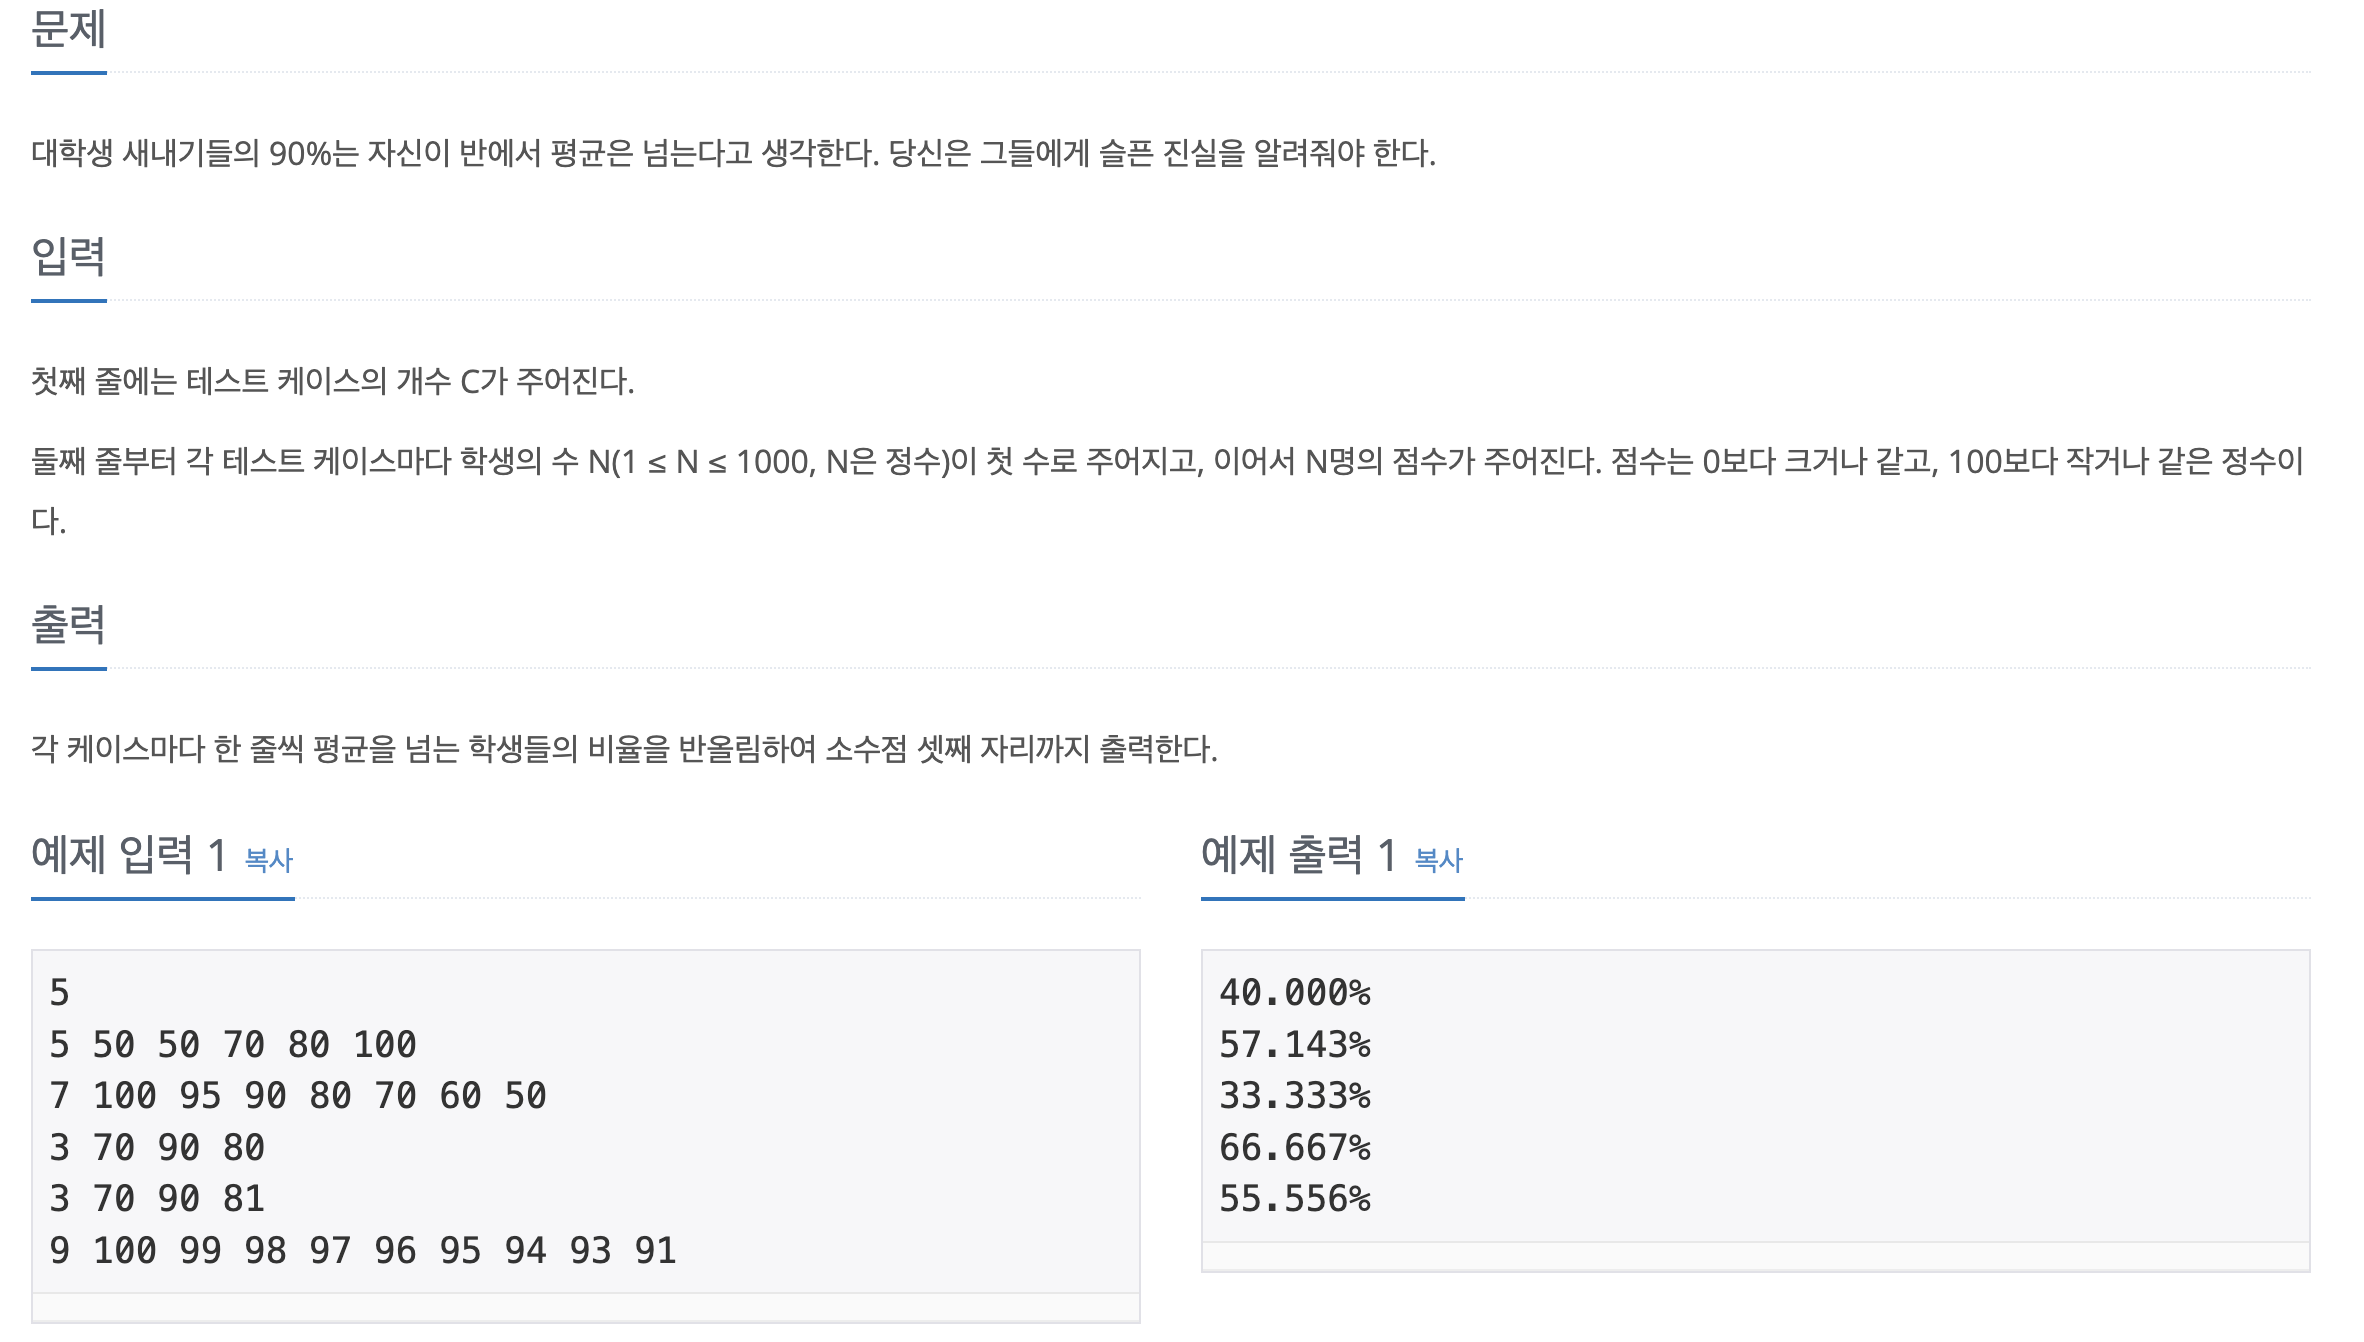 문제
대학생 새내기들의 90%는 자신이 반에서 평균은 넘는다고 생각한다. 당신은 그들에게 슬픈 진실을 알려줘야 한다.
입력
첫째 줄에는 테스트 케이스의 개수 C가 주어진다.
둘째 줄부터 각 테스트 케이스마다 학생의 수 N(1 ≤ N ≤ 1000, N은 정수)이 첫 수로 주어지고, 이어서 N명의 점수가 주어진다. 점수는 0보다 크거나 같고, 100보다 작거나 같은 정수이
다.
출력
각 케이스마다 한 줄씩 평균을 넘는 학생들의 비율을 반올림하여 소수점 셋째 자리까지 출력한다.
예제 입력 1 복사
5
5 50 50 70 80 100
7 100 95 90 80 70 60 50
3 70 90 80
3 70 90 81
9 100 99 98 97 96 95 94 93 91
예제 출력 1 복사
40.000%
57.143%
33.333%
66.667%
55.556%